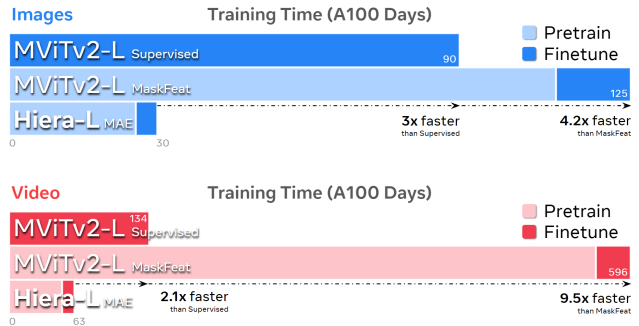 Images
Training Time (A100 Days)
MViTv2-L Supervised
90
Pretrain
Finetune
MViTv2-L MaskFeat
125
Hiera-L MAE
3x faster
than Supervised
4.2x faster
than MaskFeat
0
30
Video
Training Time (A100 Days)
MViTv2-L Supervised
134
Pretrain
Finetune
MViTv2-L MaskFeat
596
Hiera-L MAE
2.1x faster
than Supervised
9.5x faster
than MaskFeat
0
63